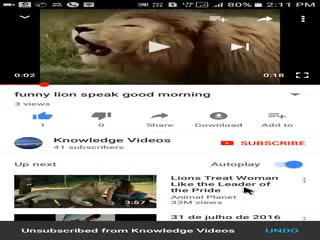 80% 2:11 PM
0:02
0:18
funny lion speak good morning
3 views
1 0 Share Download Add to
Knowledge Videos
41 subscribers
SUBSCRIBE
Up next
Autoplay
3:57
Lions Treat Woman
Like the Leader of
the Pride
Animal Planet
33M views
31 de julho de 2016
Unsubscribed from Knowledge Videos UNDO